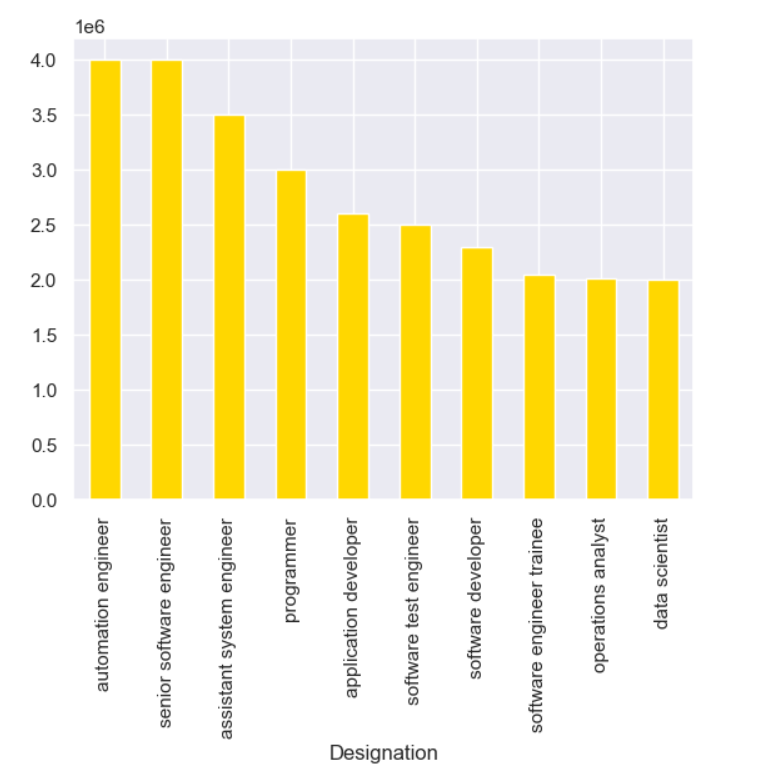 1e6
4.0
3.5
3.0
2.5
2.0
1.5
1.0
0.5
0.0
automation engineer
senior software engineer
assistant system engineer
programmer
application developer
software test engineer
software developer
software engineer trainee
operations analyst
data scientist
Designation